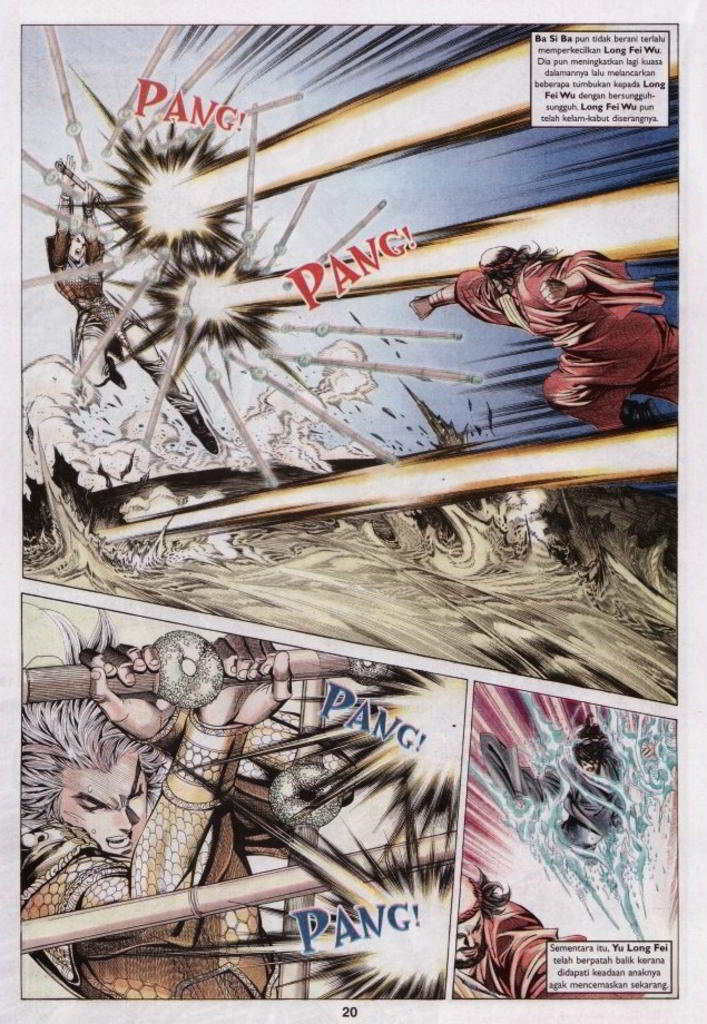 Ba Si Ba pun tidak berani terlalu
memperkecilkan Long Fei Wu.
Dia pun meningkatkan lagi kuasa
dalamannya lalu melancarkan
beberapa tumbukan kepada Long
Fei Wu dengan bersungguh-
sungguh. Long Fei Wu pun
telah kelam-kabut diserangnya.
PANG!
PANG!
PANG!
PANG!
Sementara itu, Yu Long Fei
telah berpatah balik kerana
didapati keadaan anaknya
agak mencemaskan sekarang.
20